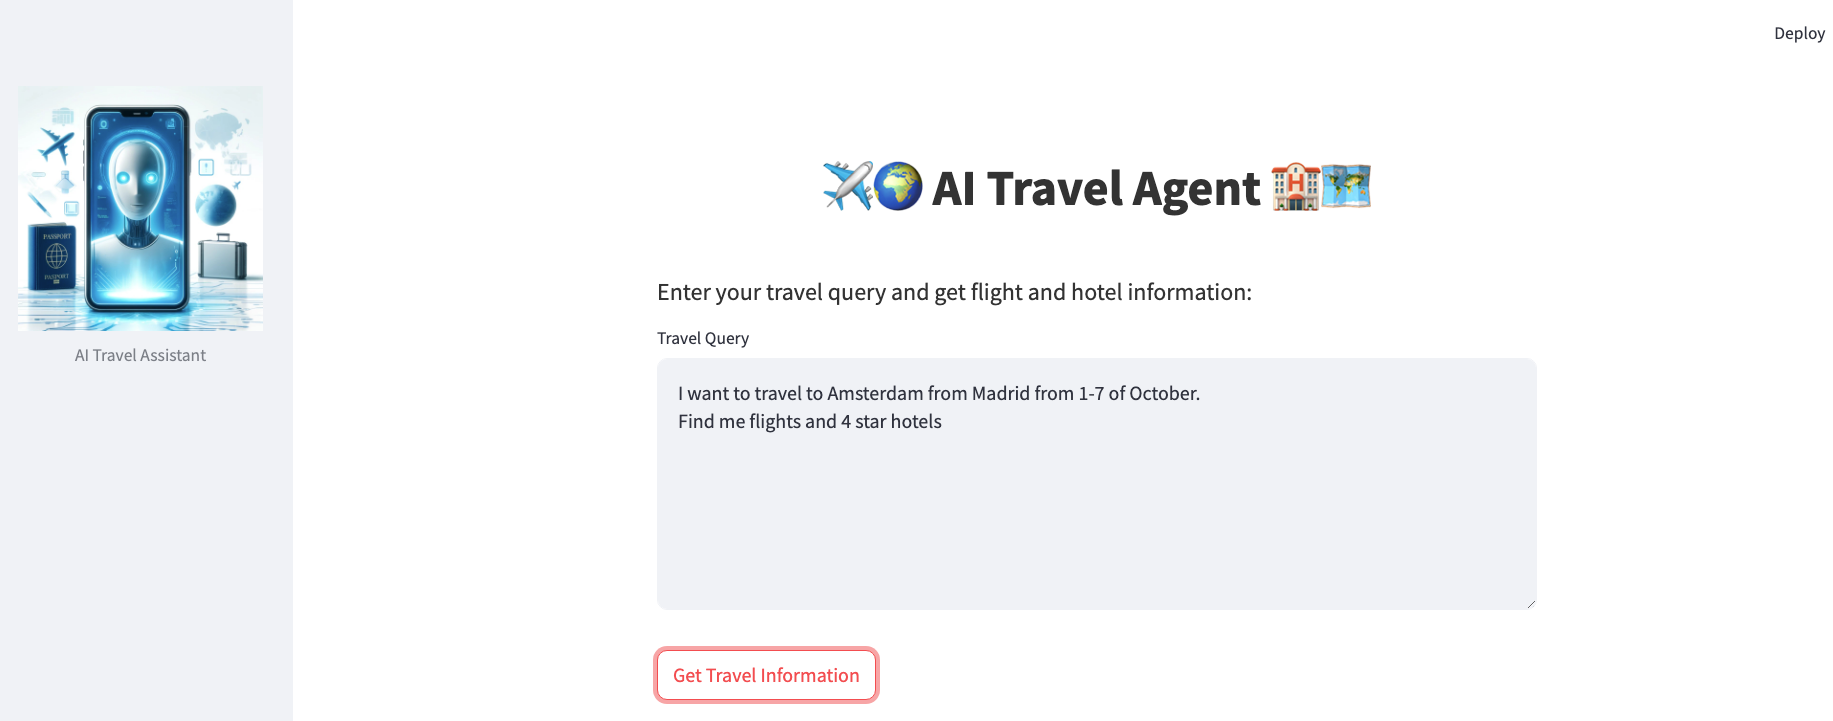 Deploy
PASSPORT
PASSPORT
AI Travel Assistant
✈️🌍 AI Travel Agent 🏨🗺️
Enter your travel query and get flight and hotel information:
Travel Query
I want to travel to Amsterdam from Madrid from 1-7 of October.
Find me flights and 4 star hotels
Get Travel Information